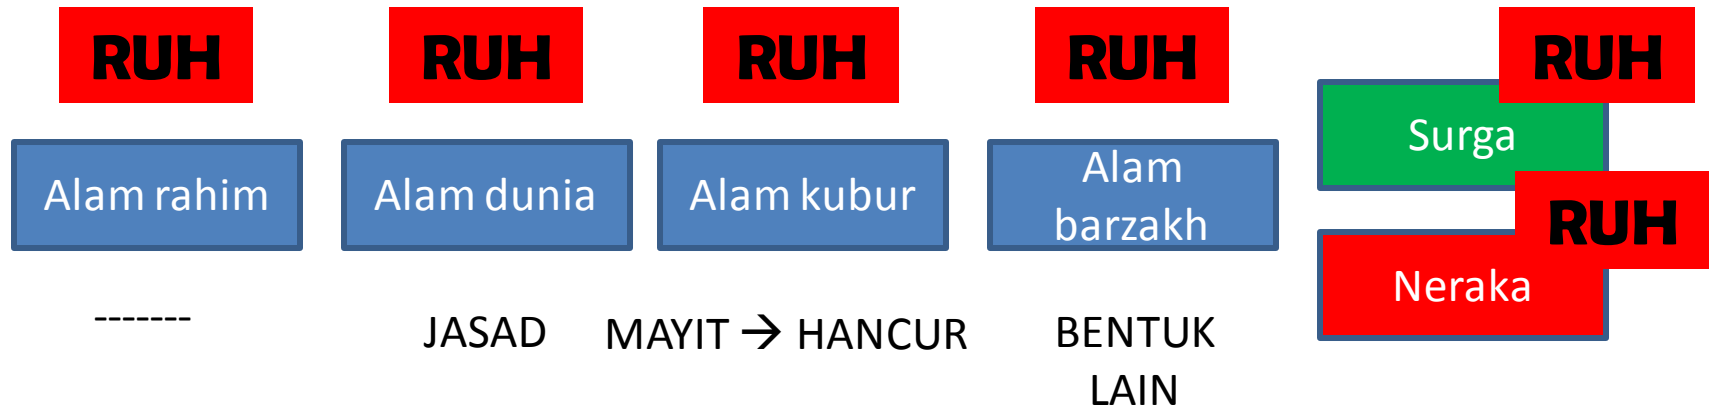 RUH
RUH
RUH
RUH
RUH
Alam rahim
Alam dunia
Alam kubur
Alam
barzakh
Surga
RUH
Neraka
-------
JASAD
MAYIT → HANCUR
BENTUK
LAIN